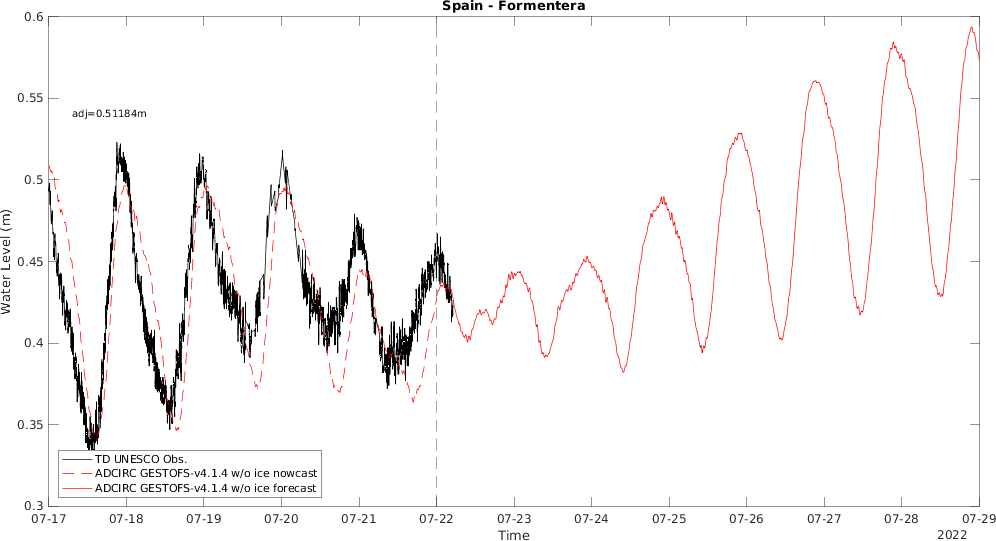 Spain - Formentera
0.6
0.55
0.5
0.45
0.4
0.35
0.3
Water Level (m)
adj=0.51184m
TD UNESCO Obs.
ADCIRC GESTOFS-v4.1.4 w/o ice nowcast
ADCIRC GESTOFS-v4.1.4 w/o ice forecast
07-17 07-18 07-19 07-20 07-21 07-22 07-23 07-24 07-25 07-26 07-27 07-28 07-29
Time
2022